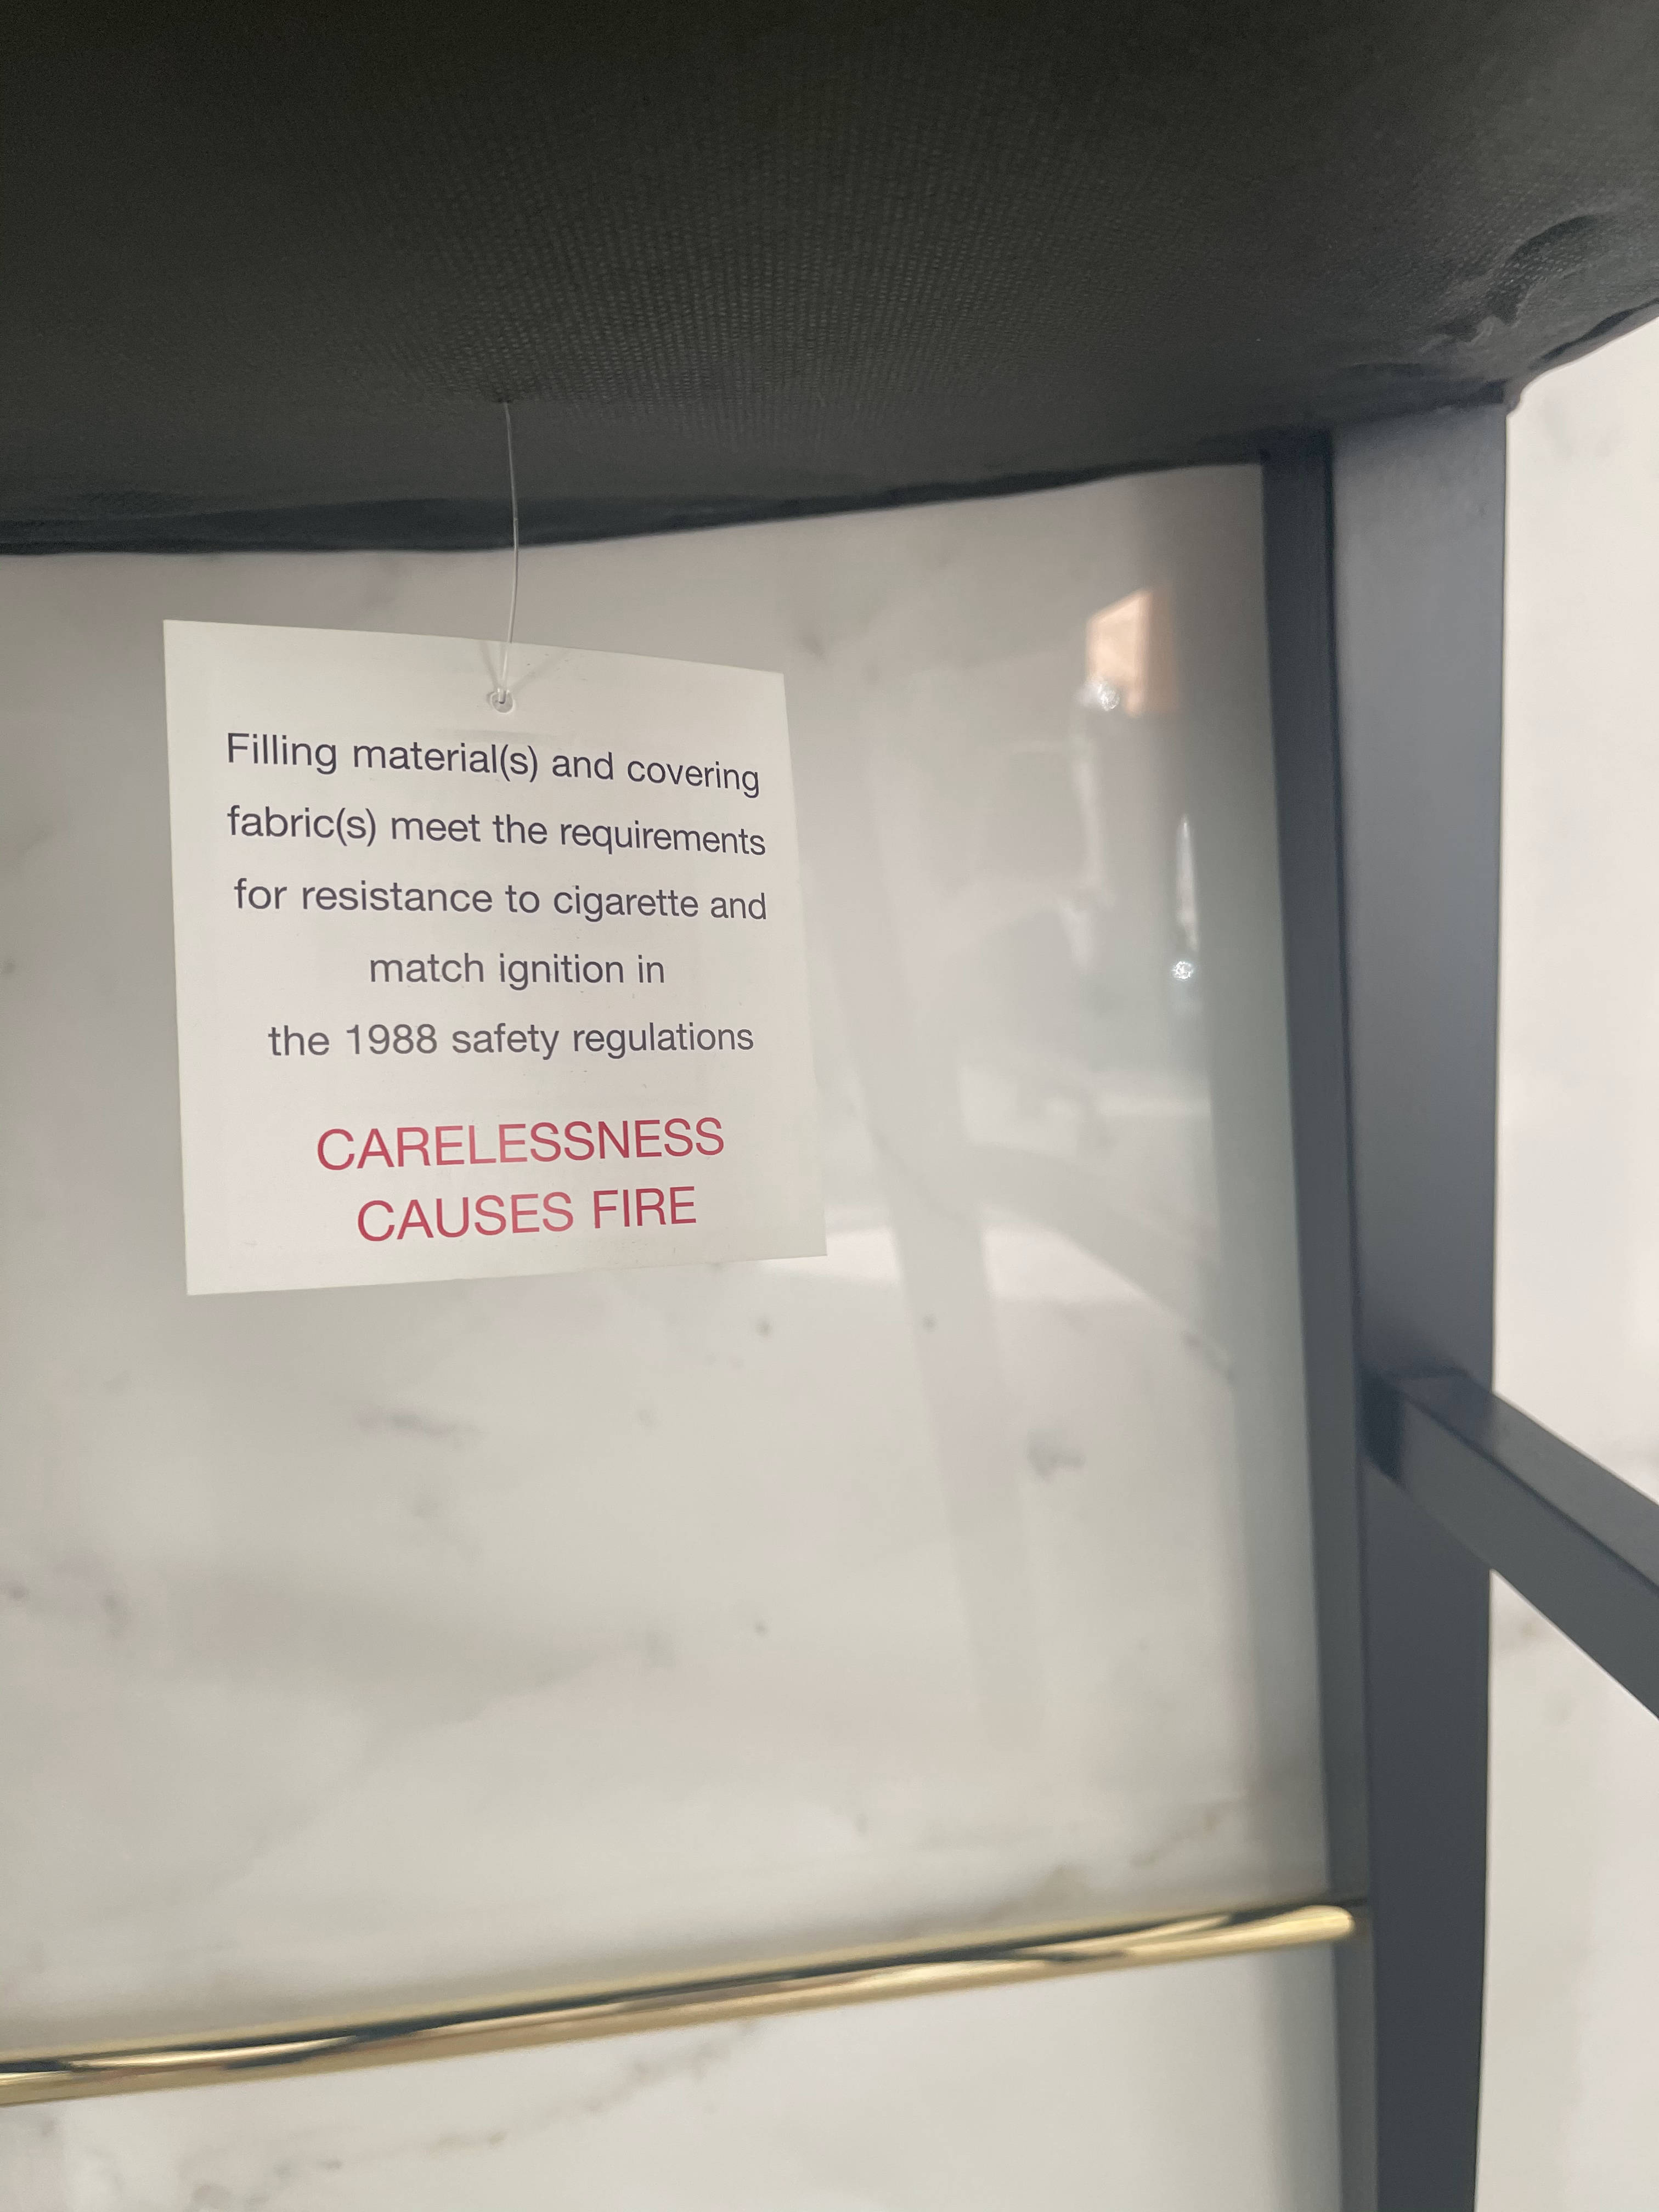 Filling material(s) and covering
fabric(s) meet the requirements
for resistance to cigarette and
match ignition in
the 1988 safety regulations
CARELESSNESS
CAUSES FIRE